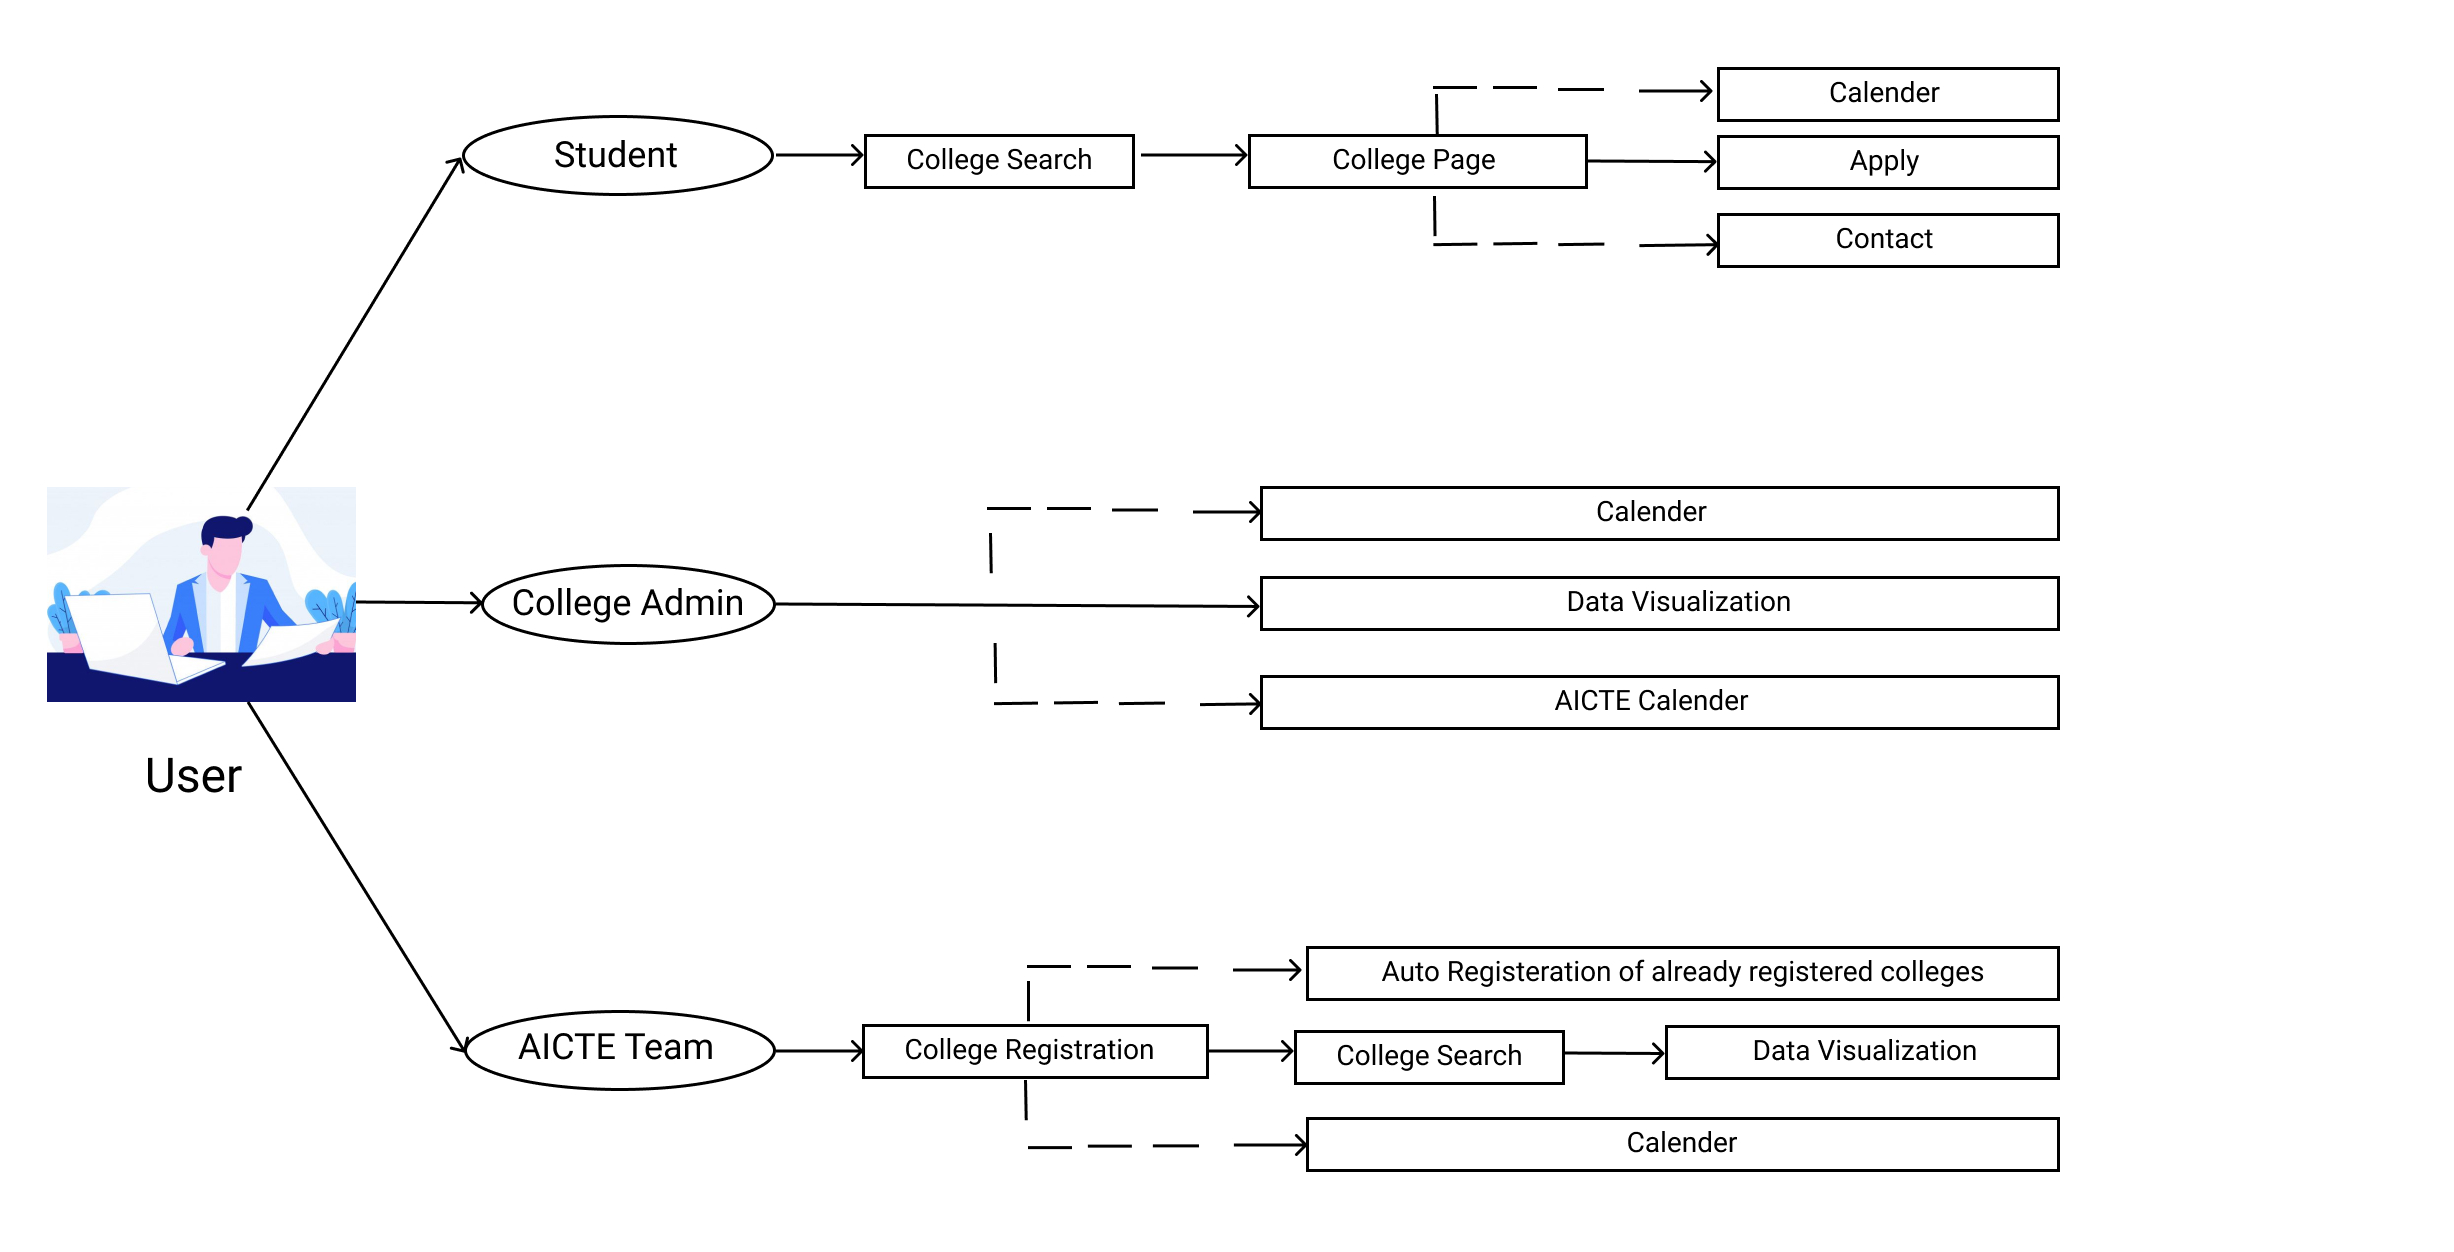 Calender
Student
College Search
College Page
Apply
Contact
Calender
College Admin
Data Visualization
AICTE Calender
User
Auto Registeration of already registered colleges
AICTE Team
College Registration
College Search
Data Visualization
Calender